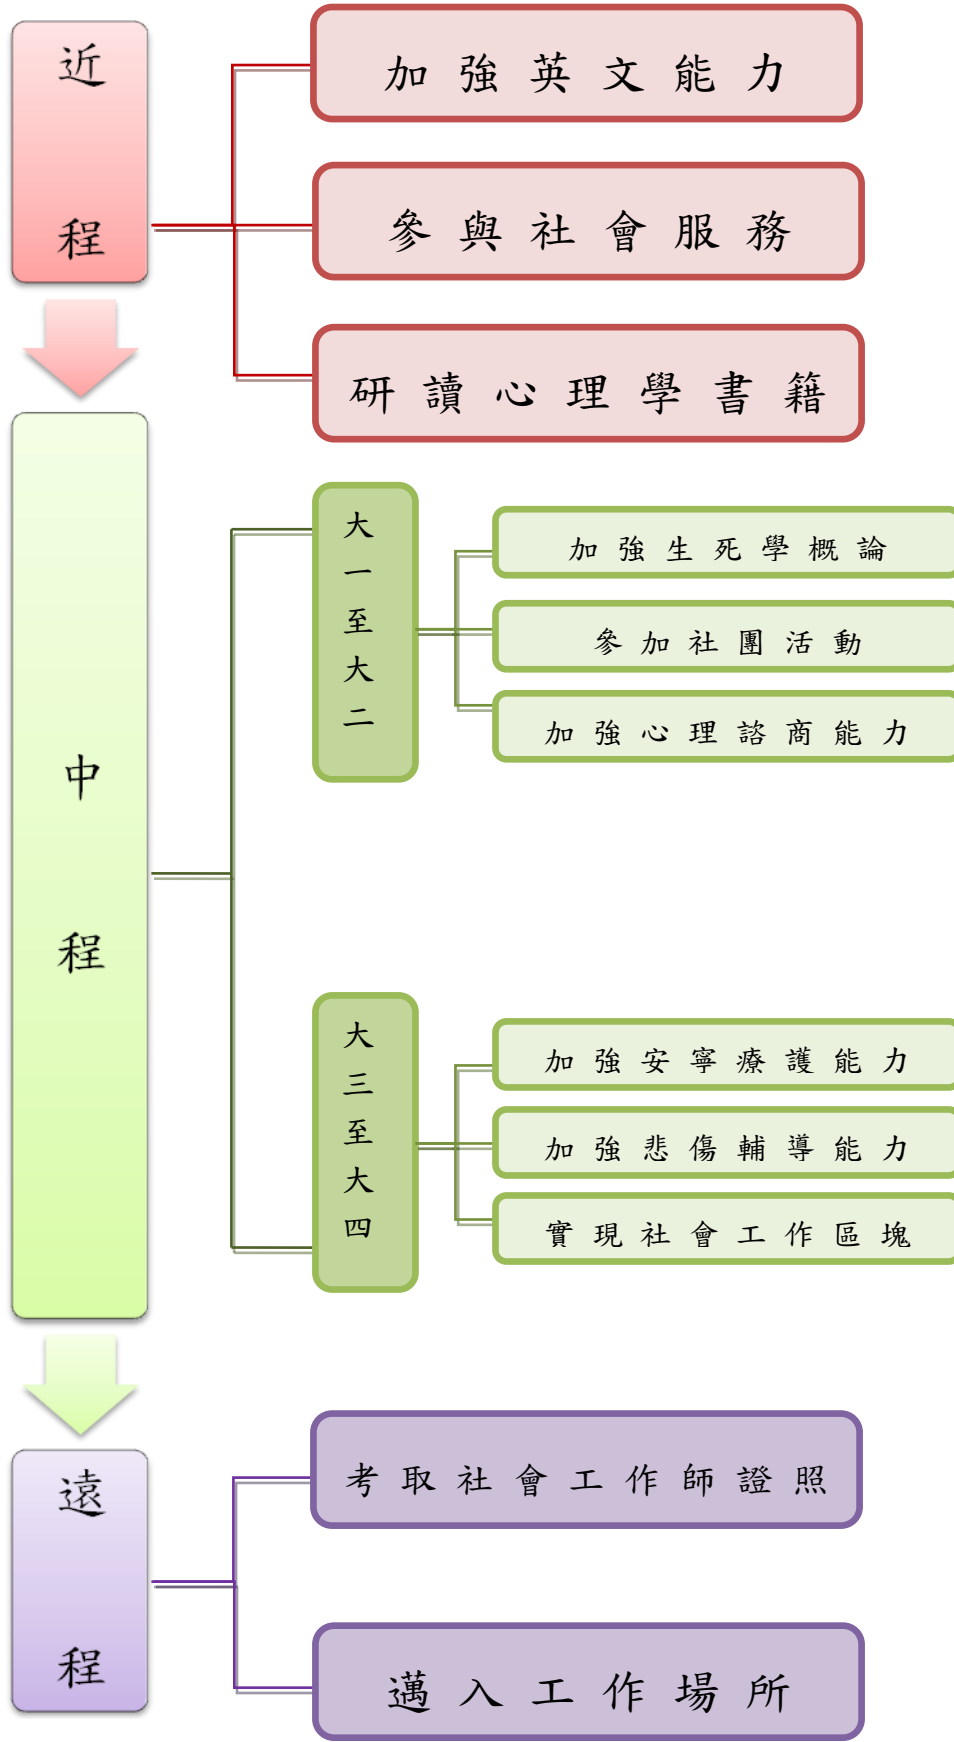 近程
加強英文能力
參與社會服務
研讀心理學書籍
中程
大一至大二
加強生死學概論
參加社團活動
加強心理諮商能力
大三至大四
加強安寧療護能力
加強悲傷輔導能力
實現社會工作區塊
遠程
考取社會工作師證照
邁入工作場所